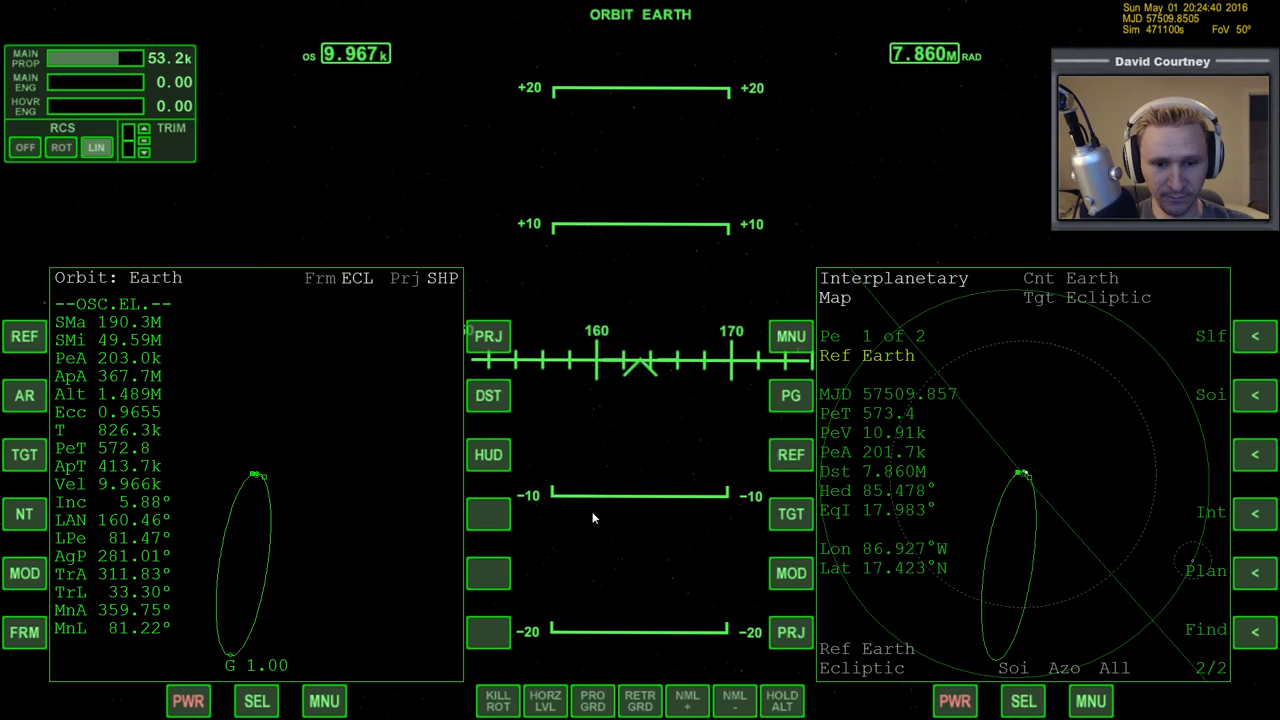 ORBIT EARTH
Sun May 01 20:24:40 2016
MJD 57509.8505
Sim 471100s FoV 50°
MAIN PROP 53.2k
MAIN ENG 0.00
HOVR ENG 0.00
RCS TRIM
OFF ROT LIN
OS 9.967k
7.860M RAD
David Courtney
+20 +20
+10 +10
160 170
-10 -10
-20 -20
Orbit: Earth Frm ECL Prj SHP
--OSC.EL.--
SMa 190.3M
SMi 49.59M
PeA 203.0k
ApA 367.7M
Alt 1.489M
Ecc 0.9655
T 826.3k
PeT 572.8
ApT 413.7k
Vel 9.966k
Inc 5.88°
LAN 160.46°
LPe 81.47°
AgP 281.01°
TrA 311.83°
TrL 33.30°
MnA 359.75°
MnL 81.22°
G 1.00
REF
AR
TGT
NT
MOD
FRM
PRJ
DST
HUD
MNU
PG
REF
TGT
MOD
PRJ
Interplanetary Cnt Earth
Map Tgt Ecliptic
Pe 1 of 2 Slf
Ref Earth
MJD 57509.857 Soi
PeT 573.4
PeV 10.91k
PeA 201.7k
Dst 7.860M
Hed 85.478°
EqI 17.983° Int
Lon 86.927°W
Lat 17.423°N Plan
Find
Ref Earth
Ecliptic Soi Azo All 2/2
<
<
<
<
<
<
PWR SEL MNU
KILL ROT
HORZ LVL
PRO GRD
RETR GRD
NML +
NML -
HOLD ALT
PWR SEL MNU